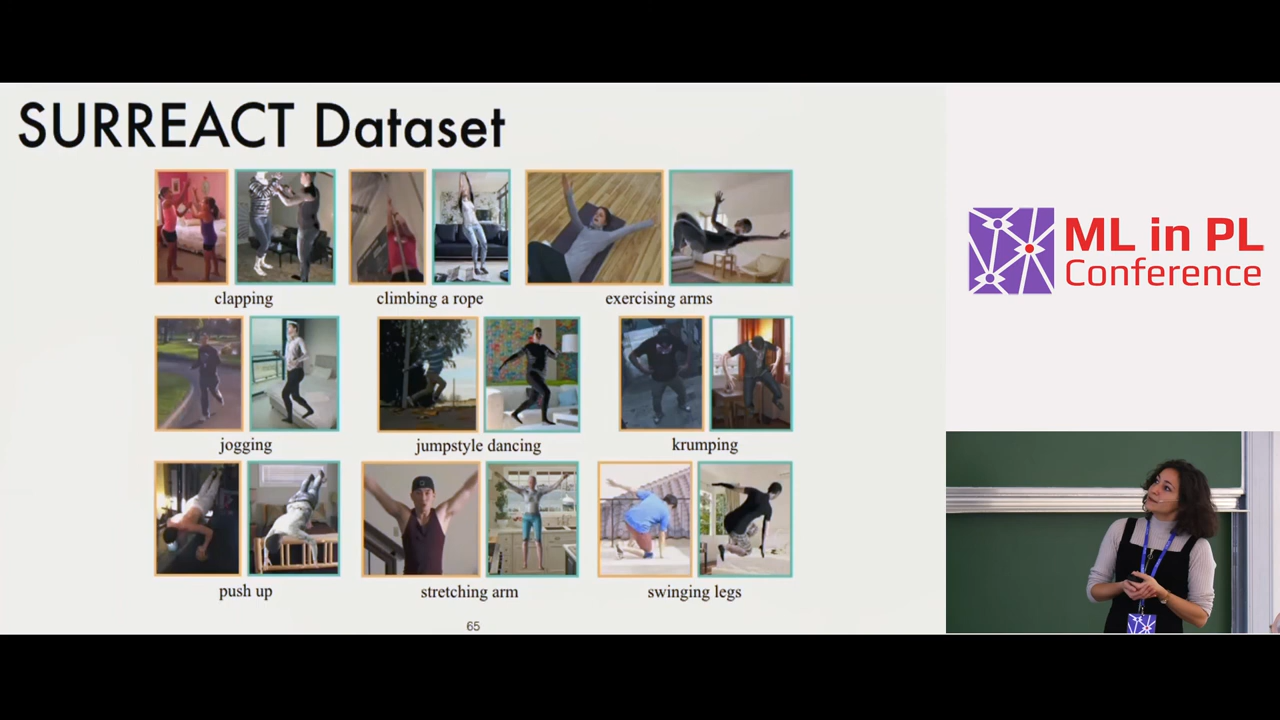 SURREACT Dataset
clapping
climbing a rope
exercising arms
jogging
jumpstyle dancing
krumping
push up
stretching arm
swinging legs
65
ML in PL
Conference